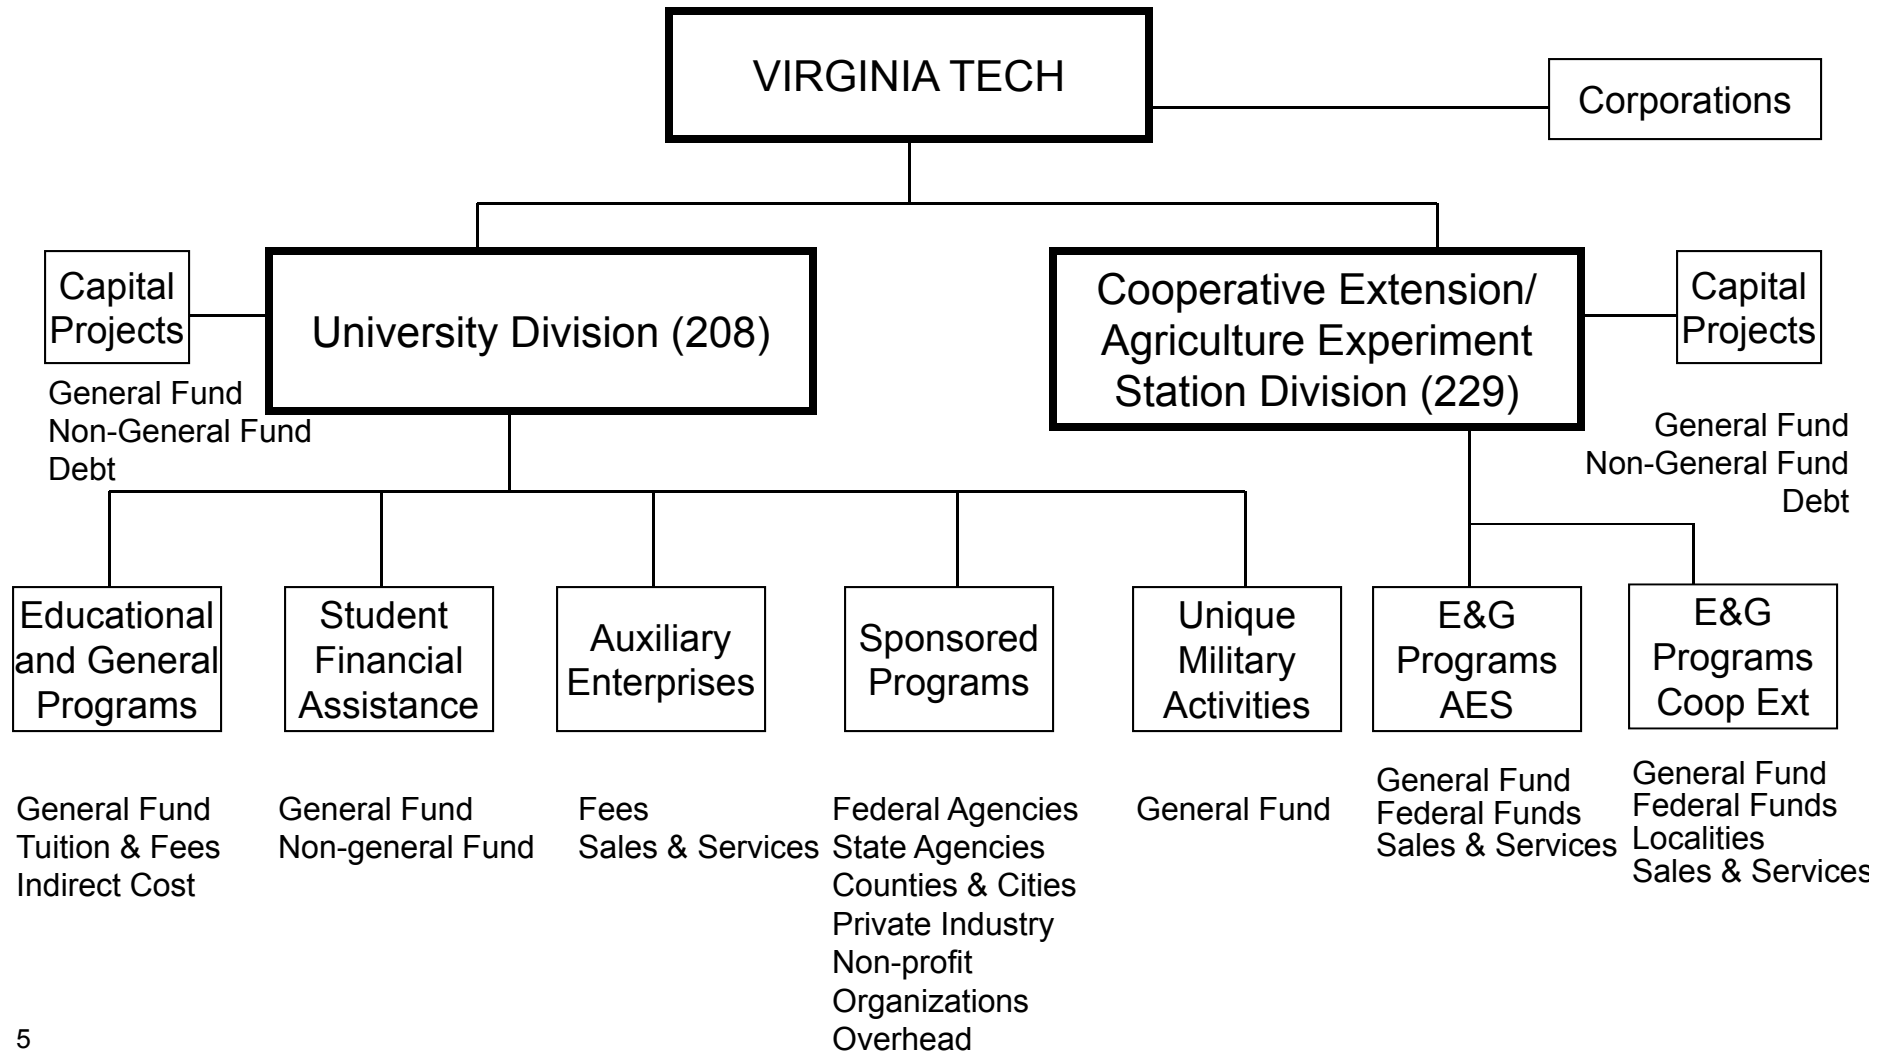 VIRGINIA TECH
Corporations
Capital
Projects
General Fund
Non-General Fund
Debt
University Division (208)
Cooperative Extension/
Agriculture Experiment
Station Division (229)
Capital
Projects
General Fund
Non-General Fund
Debt
Educational
and General
Programs
General Fund
Tuition & Fees
Indirect Cost
Student
Financial
Assistance
General Fund
Non-general Fund
Auxiliary
Enterprises
Fees
Sales & Services
Sponsored
Programs
Federal Agencies
State Agencies
Counties & Cities
Private Industry
Non-profit
Organizations
Overhead
Unique
Military
Activities
General Fund
E&G
Programs
AES
General Fund
Federal Funds
Sales & Services
E&G
Programs
Coop Ext
General Fund
Federal Funds
Localities
Sales & Services
5